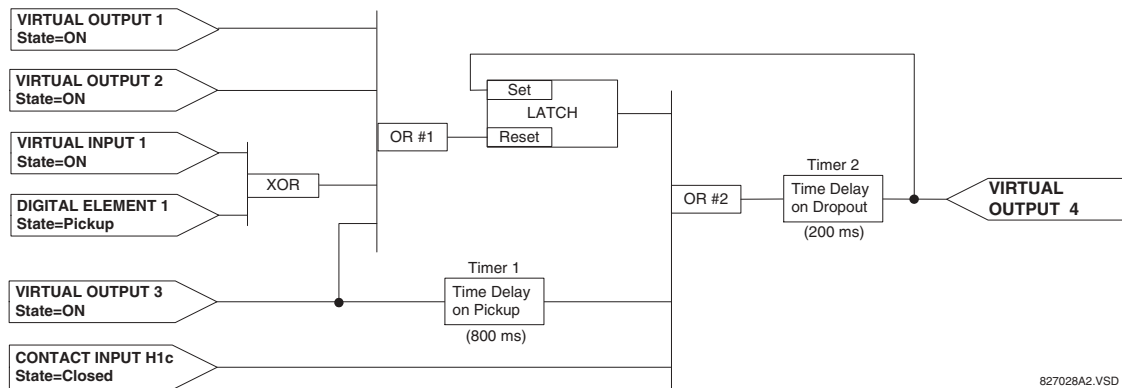 VIRTUAL OUTPUT 1
State=ON
VIRTUAL OUTPUT 2
State=ON
VIRTUAL INPUT 1
State=ON
DIGITAL ELEMENT 1
State=Pickup
VIRTUAL OUTPUT 3
State=ON
CONTACT INPUT H1c
State=Closed
XOR
OR #1
Set
LATCH
Reset
Timer 1
Time Delay
on Pickup
(800 ms)
OR #2
Timer 2
Time Delay
on Dropout
(200 ms)
VIRTUAL
OUTPUT 4
827028A2.VSD